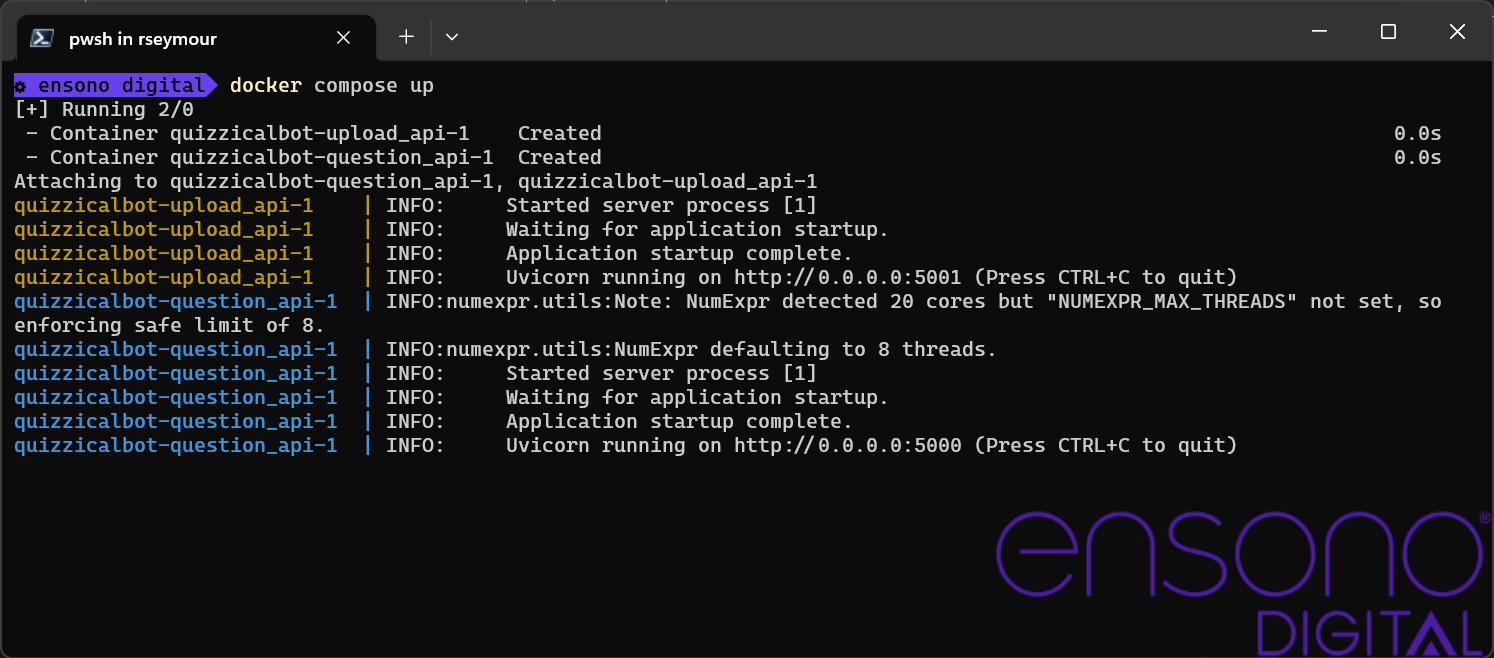 pwsh in rseymour
ensono digital docker compose up
[+] Running 2/0
 - Container quizzicalbot-upload_api-1    Created    0.0s
 - Container quizzicalbot-question_api-1  Created    0.0s
Attaching to quizzicalbot-question_api-1, quizzicalbot-upload_api-1
quizzicalbot-upload_api-1    | INFO:     Started server process [1]
quizzicalbot-upload_api-1    | INFO:     Waiting for application startup.
quizzicalbot-upload_api-1    | INFO:     Application startup complete.
quizzicalbot-upload_api-1    | INFO:     Uvicorn running on http://0.0.0.0:5001 (Press CTRL+C to quit)
quizzicalbot-question_api-1  | INFO:numexpr.utils:Note: NumExpr detected 20 cores but "NUMEXPR_MAX_THREADS" not set, so
enforcing safe limit of 8.
quizzicalbot-question_api-1  | INFO:numexpr.utils:NumExpr defaulting to 8 threads.
quizzicalbot-question_api-1  | INFO:     Started server process [1]
quizzicalbot-question_api-1  | INFO:     Waiting for application startup.
quizzicalbot-question_api-1  | INFO:     Application startup complete.
quizzicalbot-question_api-1  | INFO:     Uvicorn running on http://0.0.0.0:5000 (Press CTRL+C to quit)
ensono®
DIGITAL